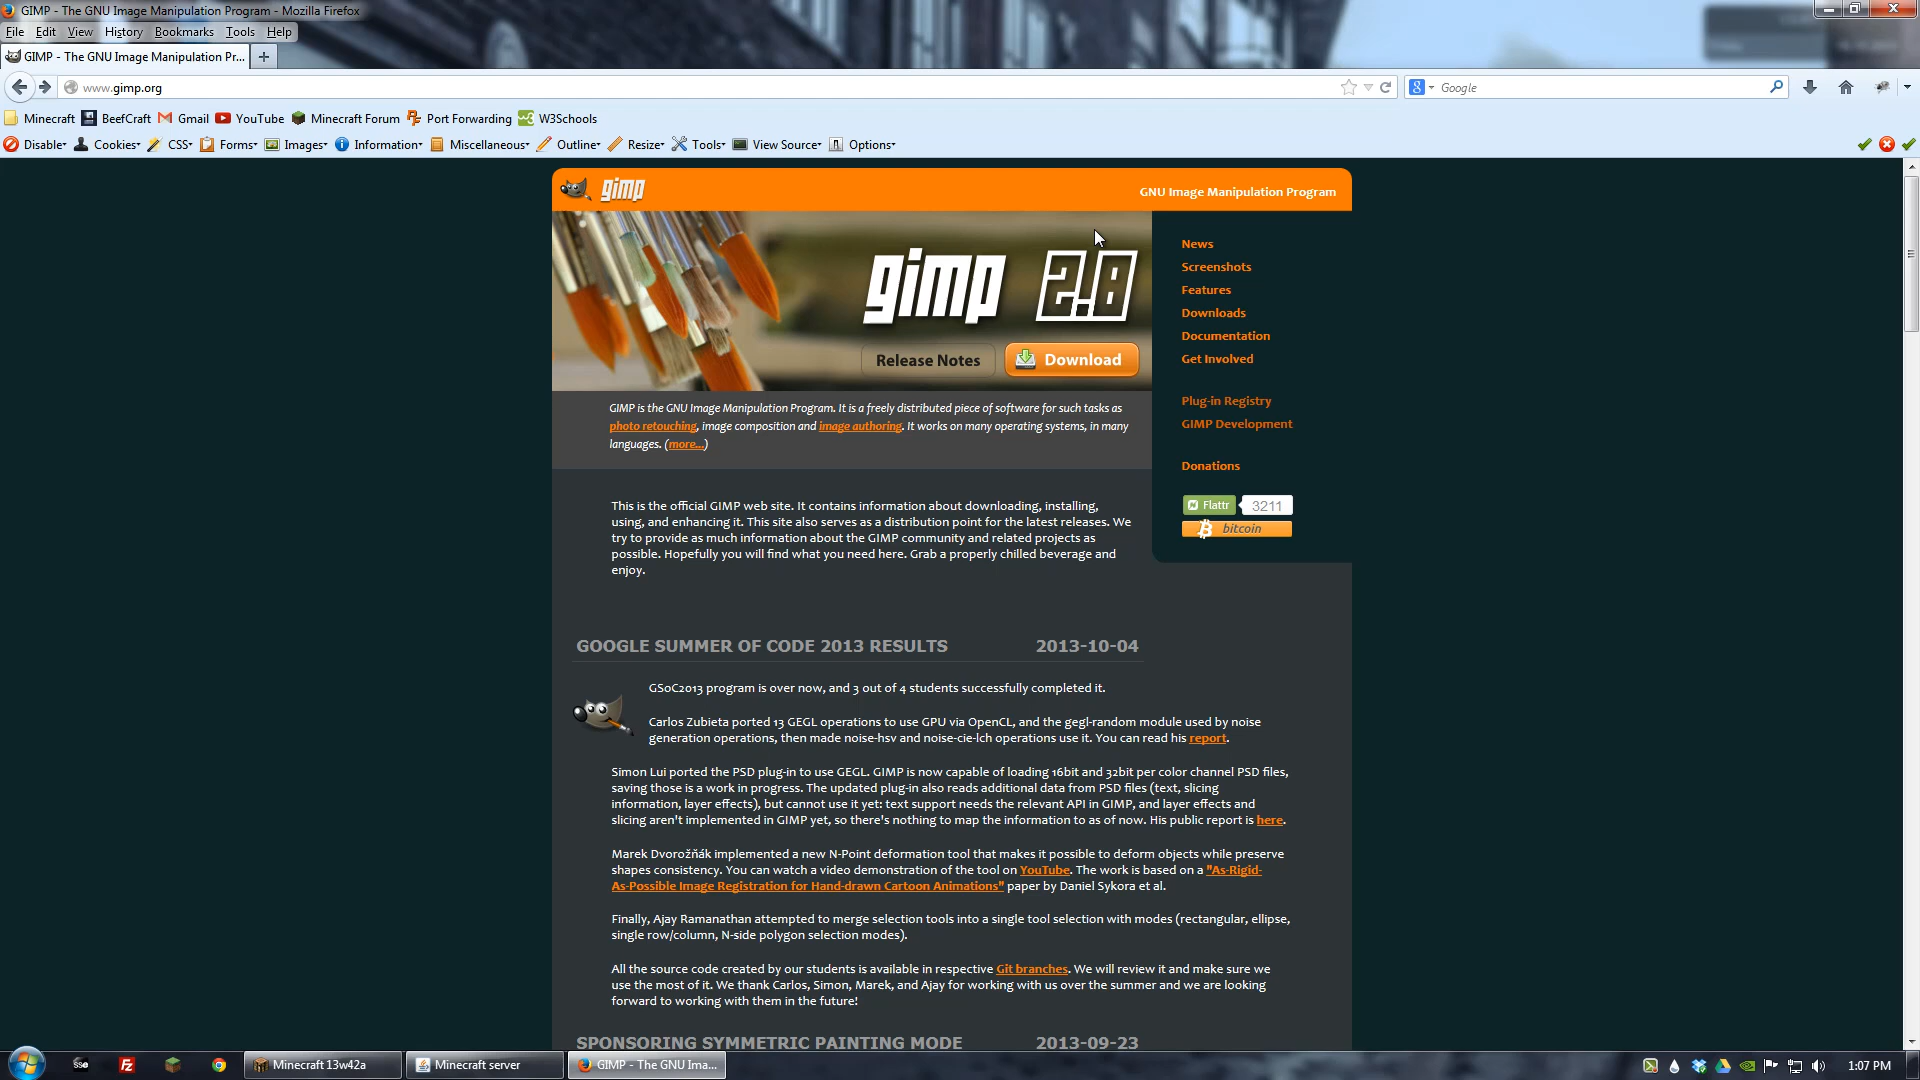 GIMP - The GNU Image Manipulation Program - Mozilla Firefox
File Edit View History Bookmarks Tools Help
GIMP - The GNU Image Manipulation Pr...
www.gimp.org
Google
Minecraft BeefCraft Gmail YouTube Minecraft Forum Port Forwarding W3Schools
Disable Cookies CSS Forms Images Information Miscellaneous Outline Resize Tools View Source Options
gimp
GNU Image Manipulation Program
gimp 2.8
Release Notes Download
News
Screenshots
Features
Downloads
Documentation
Get Involved
Plug-in Registry
GIMP Development
Donations
Flattr 3211
bitcoin
GIMP is the GNU Image Manipulation Program. It is a freely distributed piece of software for such tasks as
photo retouching, image composition and image authoring. It works on many operating systems, in many
languages. (more...)
This is the official GIMP web site. It contains information about downloading, installing,
using, and enhancing it. This site also serves as a distribution point for the latest releases. We
try to provide as much information about the GIMP community and related projects as
possible. Hopefully you will find what you need here. Grab a properly chilled beverage and
enjoy.
GOOGLE SUMMER OF CODE 2013 RESULTS 2013-10-04
GSoC2013 program is over now, and 3 out of 4 students successfully completed it.
Carlos Zubieta ported 13 GEGL operations to use GPU via OpenCL, and the gegl-random module used by noise
generation operations, then made noise-hsv and noise-cie-lch operations use it. You can read his report.
Simon Lui ported the PSD plug-in to use GEGL. GIMP is now capable of loading 16bit and 32bit per color channel PSD files,
saving those is a work in progress. The updated plug-in also reads additional data from PSD files (text, slicing
information, layer effects), but cannot use it yet: text support needs the relevant API in GIMP, and layer effects and
slicing aren't implemented in GIMP yet, so there's nothing to map the information to as of now. His public report is here.
Marek Dvorožňák implemented a new N-Point deformation tool that makes it possible to deform objects while preserve
shapes consistency. You can watch a video demonstration of the tool on YouTube. The work is based on a "As-Rigid-
As-Possible Image Registration for Hand-drawn Cartoon Animations" paper by Daniel Sykora et al.
Finally, Ajay Ramanathan attempted to merge selection tools into a single tool selection with modes (rectangular, ellipse,
single row/column, N-side polygon selection modes).
All the source code created by our students is available in respective Git branches. We will review it and make sure we
use the most of it. We thank Carlos, Simon, Marek, and Ajay for working with us over the summer and we are looking
forward to working with them in the future!
SPONSORING SYMMETRIC PAINTING MODE 2013-09-23
SSE Minecraft 13w42a Minecraft server GIMP - The GNU Ima... 1:07 PM